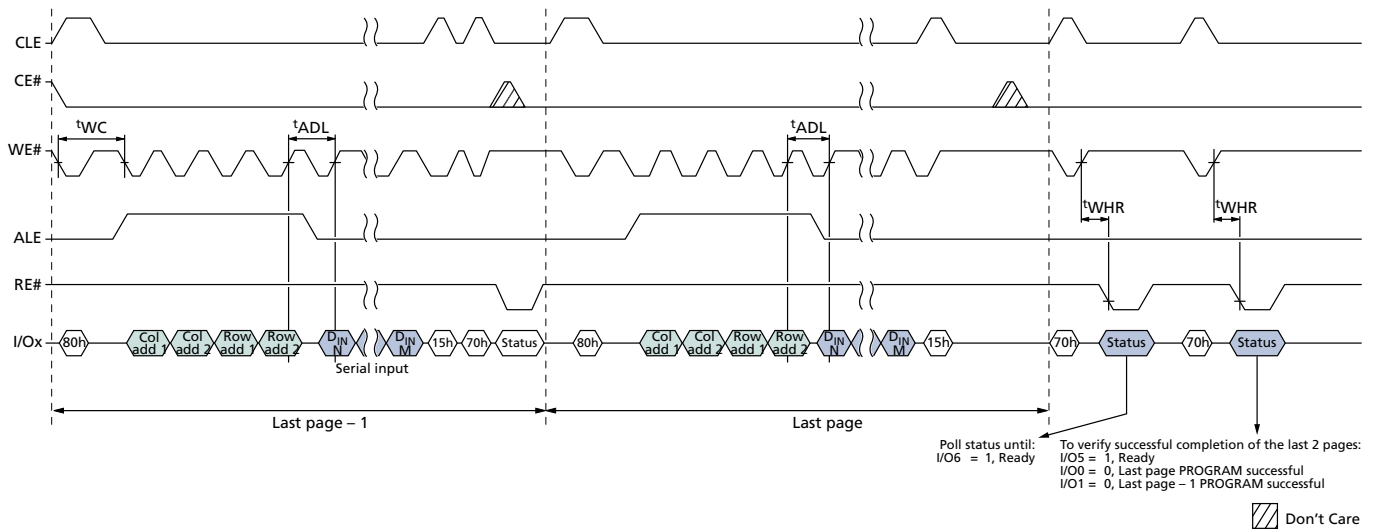 CLE
CE#
tWC
tADL
tADL
WE#
tWHR
tWHR
ALE
RE#
I/Ox
80h
Col add 1
Col add 2
Row add 1
Row add 2
DIN N
DIN M
15h
70h
Status
80h
Col add 1
Col add 2
Row add 1
Row add 2
DIN N
DIN M
15h
70h
Status
70h
Status
Serial input
Last page – 1
Last page
Poll status until:
I/O6 = 1, Ready
To verify successful completion of the last 2 pages:
I/O5 = 1, Ready
I/O0 = 0, Last page PROGRAM successful
I/O1 = 0, Last page – 1 PROGRAM successful
Don't Care